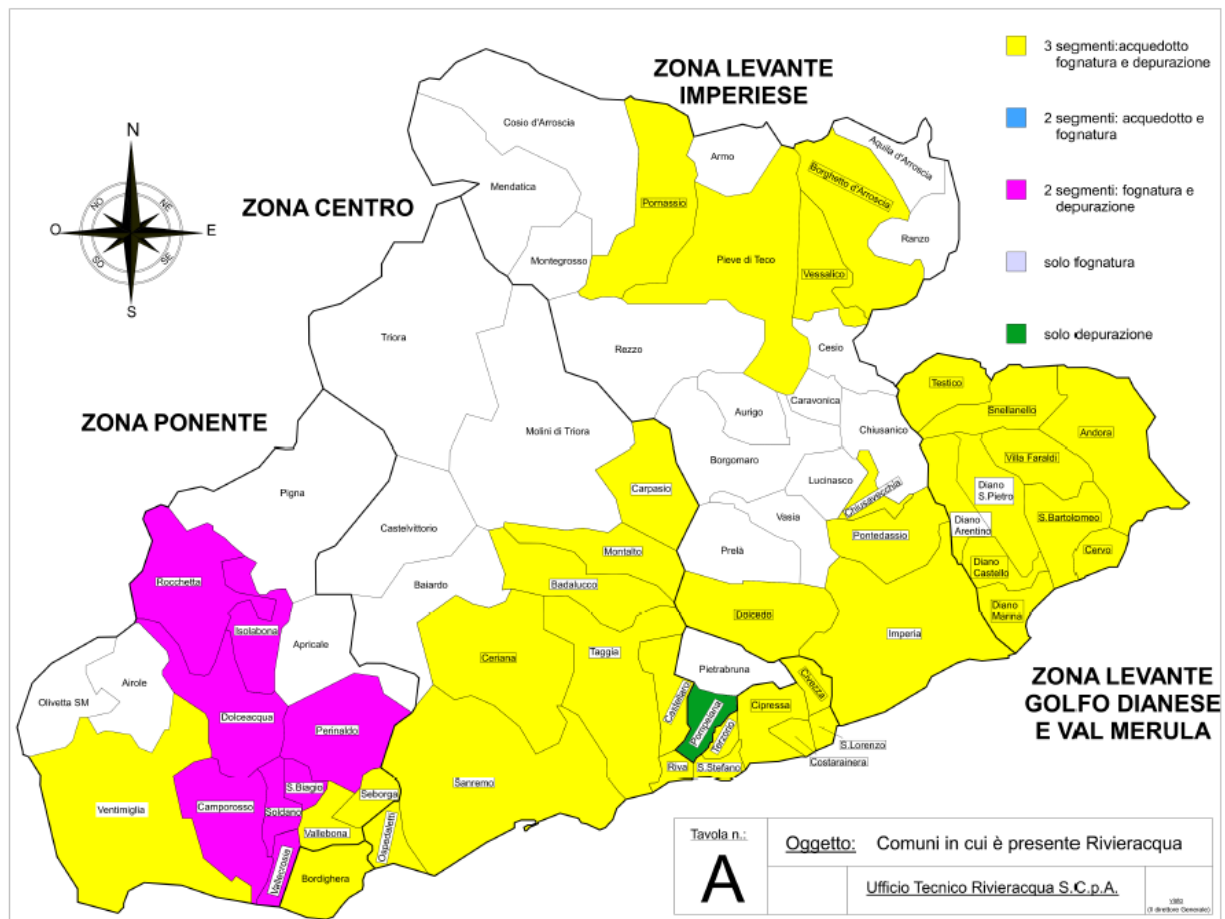 ZONA LEVANTE
IMPERIESE
3 segmenti:acquedotto
fognatura e depurazione
2 segmenti: acquedotto e
fognatura
2 segmenti: fognatura e
depurazione
solo fognatura
solo depurazione
N
NO
NE
O
E
SO
SE
S
ZONA CENTRO
ZONA PONENTE
ZONA LEVANTE
GOLFO DIANESE
E VAL MERULA
Cosio d'Arroscia
Mendatica
Montegrosso
Pornassio
Armo
Aquila d'Arroscia
Borghetto d'Arroscia
Ranzo
Pieve di Teco
Vessalico
Triora
Rezzo
Cesio
Molini di Triora
Aurigo
Caravonica
Chiusanico
Borgomaro
Lucinasco
Chiusavecchia
Vasia
Pontedassio
Prelà
Testico
Snellanello
Andora
Villa Faraldi
Diano
S.Pietro
Diano
Arentino
S.Bartolomeo
Cervo
Diano
Castello
Diano
Marina
Pigna
Castelvittorio
Carpasio
Montalto
Badalucco
Baiardo
Rocchetta
Isolabona
Apricale
Airole
Olivetta SM
Dolceacqua
Perinaldo
Ceriana
Taggia
Dolcedo
Imperia
Pietrabruna
Castellaro
Pompeiana
Terzorio
Cipressa
Civezza
S.Lorenzo
Costarainera
Riva
S.Stefano
Sanremo
Ventimiglia
Camporosso
S.Biagio
Soldano
Seborga
Vallebona
Ospedaletti
Vallecrosia
Bordighera
Tavola n.:
A
Oggetto: Comuni in cui è presente Rivieracqua
Ufficio Tecnico Rivieracqua S.C.p.A.
visto
(Il direttore Generale)